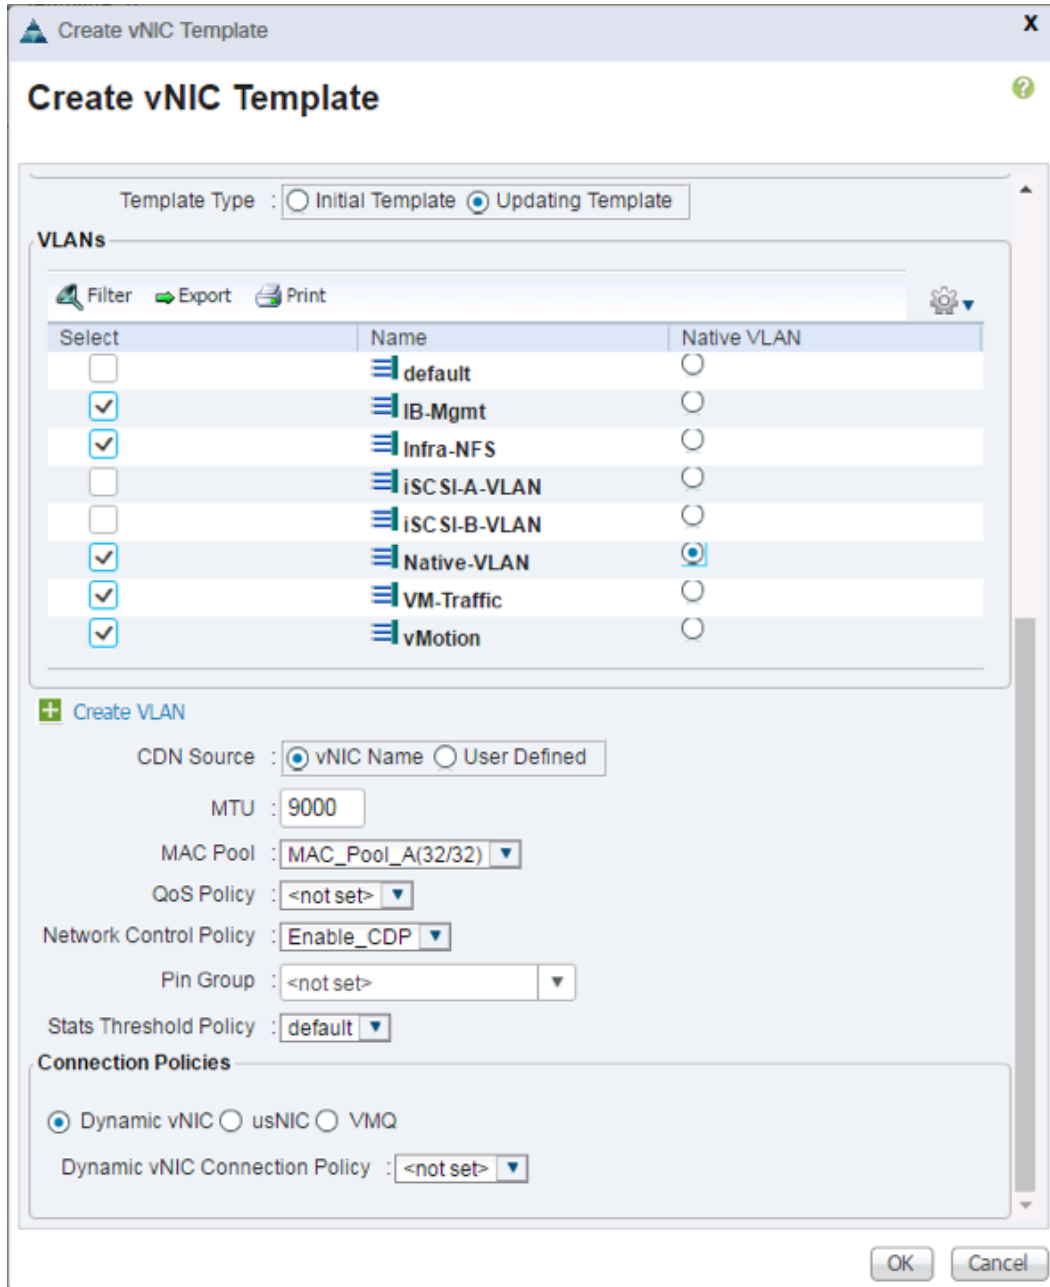 Create vNIC Template
X
Create vNIC Template
?
Template Type : Initial Template Updating Template
VLANs
Filter Export Print
Select Name Native VLAN
default
IB-Mgmt
Infra-NFS
iSCSI-A-VLAN
iSCSI-B-VLAN
Native-VLAN
VM-Traffic
vMotion
Create VLAN
CDN Source : vNIC Name User Defined
MTU : 9000
MAC Pool : MAC_Pool_A(32/32)
QoS Policy : <not set>
Network Control Policy : Enable_CDP
Pin Group : <not set>
Stats Threshold Policy : default
Connection Policies
Dynamic vNIC usNIC VMQ
Dynamic vNIC Connection Policy : <not set>
OK Cancel